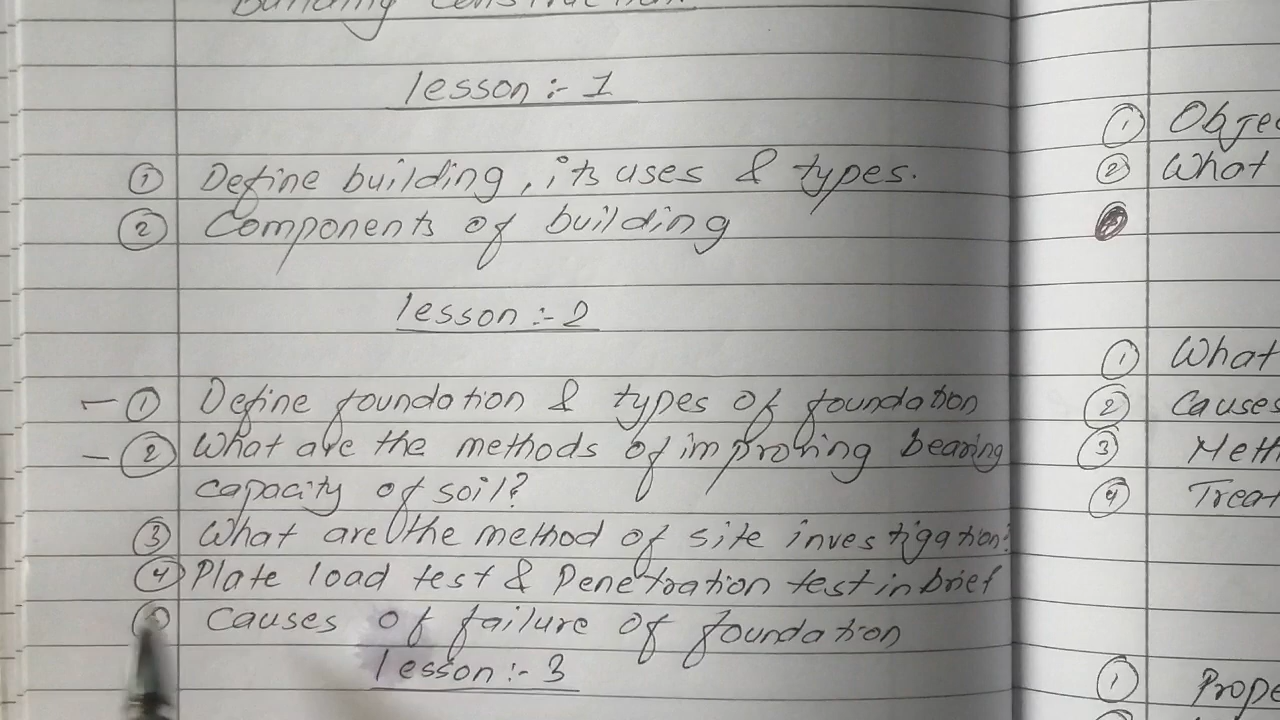 Building Construction
lesson :- 1
① Define building, its uses & types.
② Components of building
lesson :- 2
- ① Define foundation & types of foundation
- ② What are the methods of improving bearing
capacity of soil?
③ What are the method of site investigation?
④ Plate load test & Penetration test in brief
causes of failure of foundation
lesson :- 3
① Objec
② What
① What
② Causes
③ Meth
④ Treat
① Prope